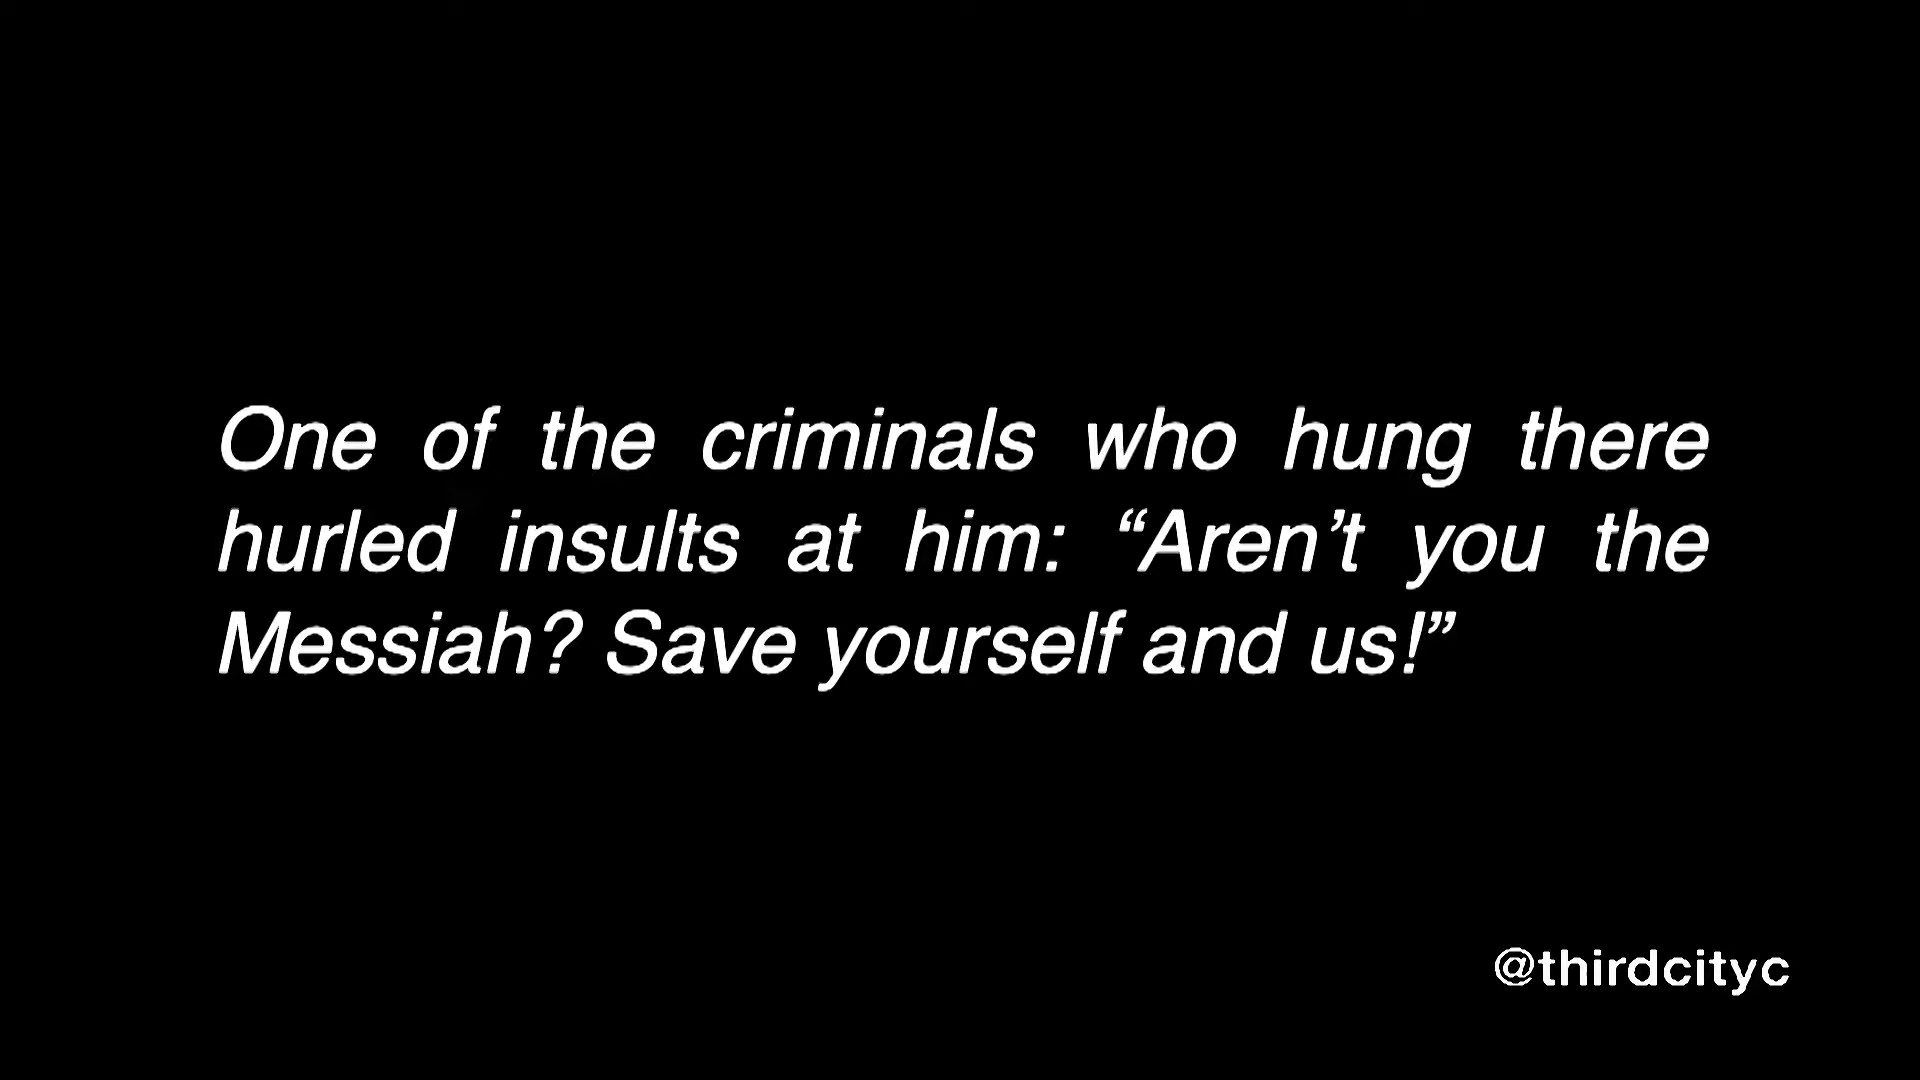 One of the criminals who hung there
hurled insults at him: “Aren’t you the
Messiah? Save yourself and us!”
@thirdcityc